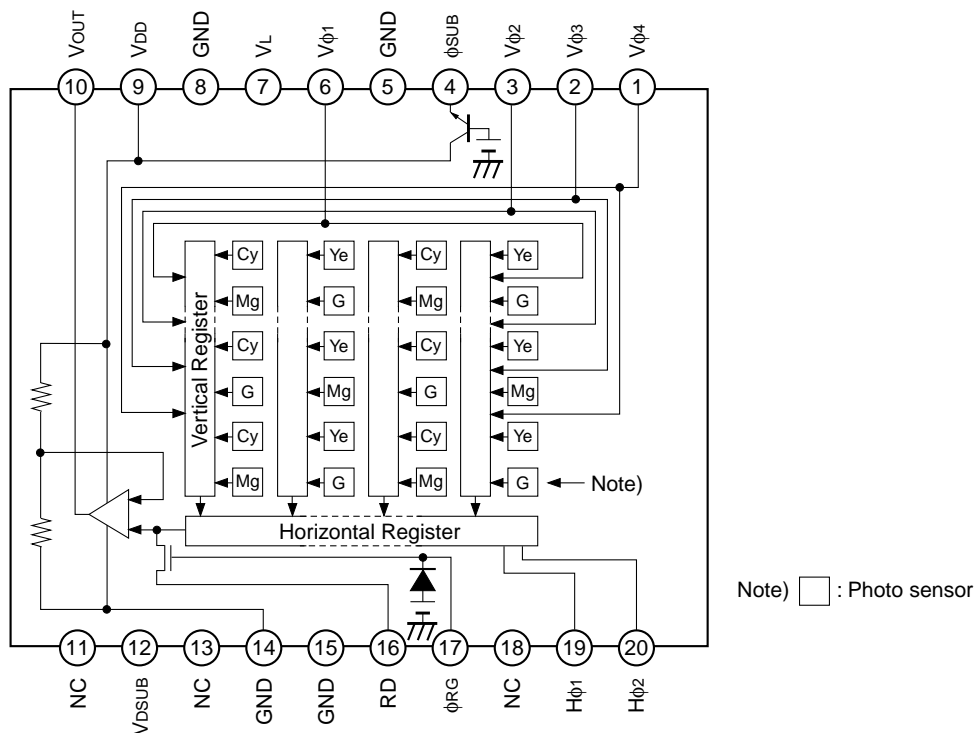 VOUT VDD GND VL Vφ1 GND φSUB Vφ2 Vφ3 Vφ4
10 9 8 7 6 5 4 3 2 1
Cy Ye Cy Ye
Mg G Mg G
Cy Ye Cy Ye
G Mg G Mg
Cy Ye Cy Ye
Mg G Mg G
Vertical Register
Note)
Horizontal Register
Note) : Photo sensor
11 12 13 14 15 16 17 18 19 20
NC VDSUB NC GND GND RD φRG NC Hφ1 Hφ2